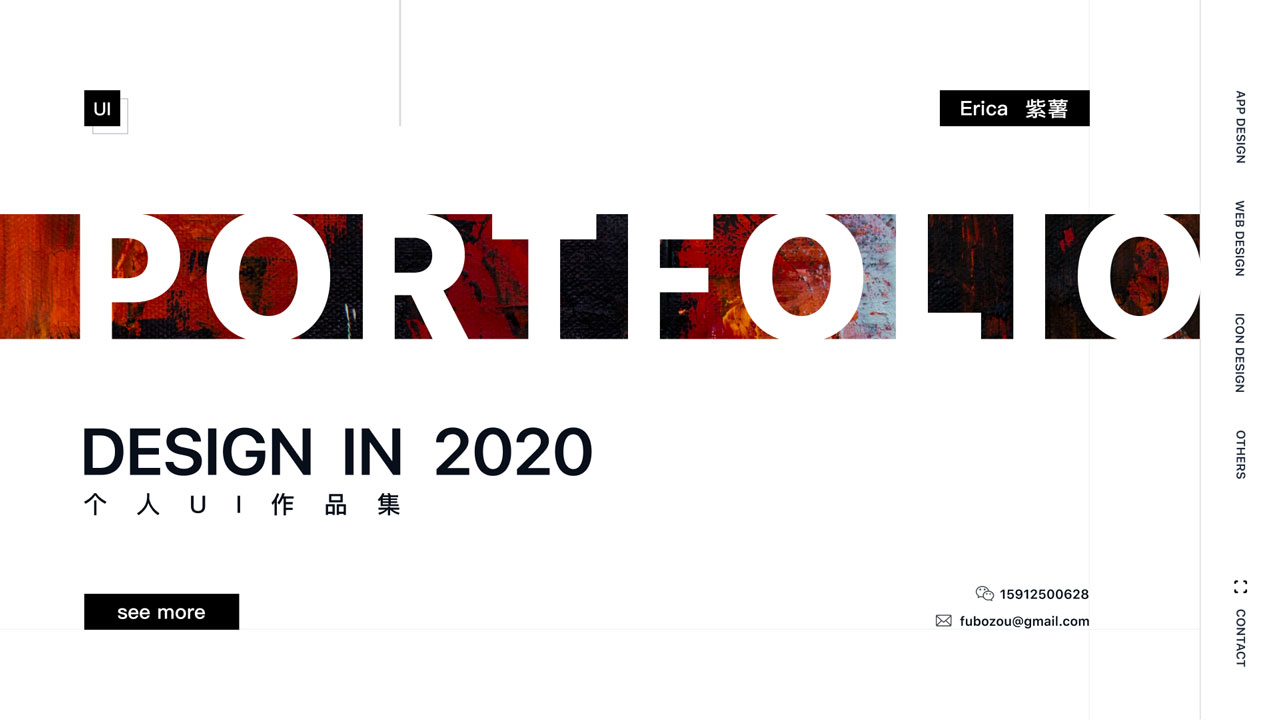 UI
Erica 紫薯
PORTFOLIO
DESIGN IN 2020
个人UI作品集
see more
15912500628
fubozou@gmail.com
APP DESIGN
WEB DESIGN
ICON DESIGN
OTHERS
CONTACT